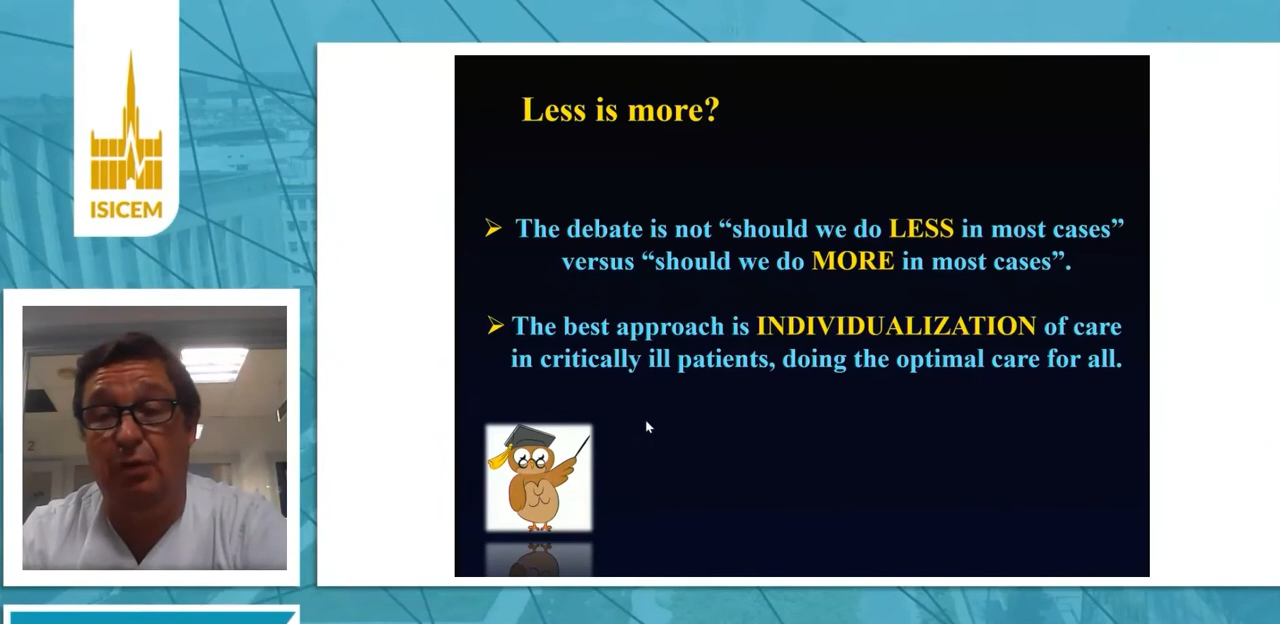 ISICEM
Less is more?
➢ The debate is not “should we do LESS in most cases”
versus “should we do MORE in most cases”.
➢ The best approach is INDIVIDUALIZATION of care
in critically ill patients, doing the optimal care for all.
2